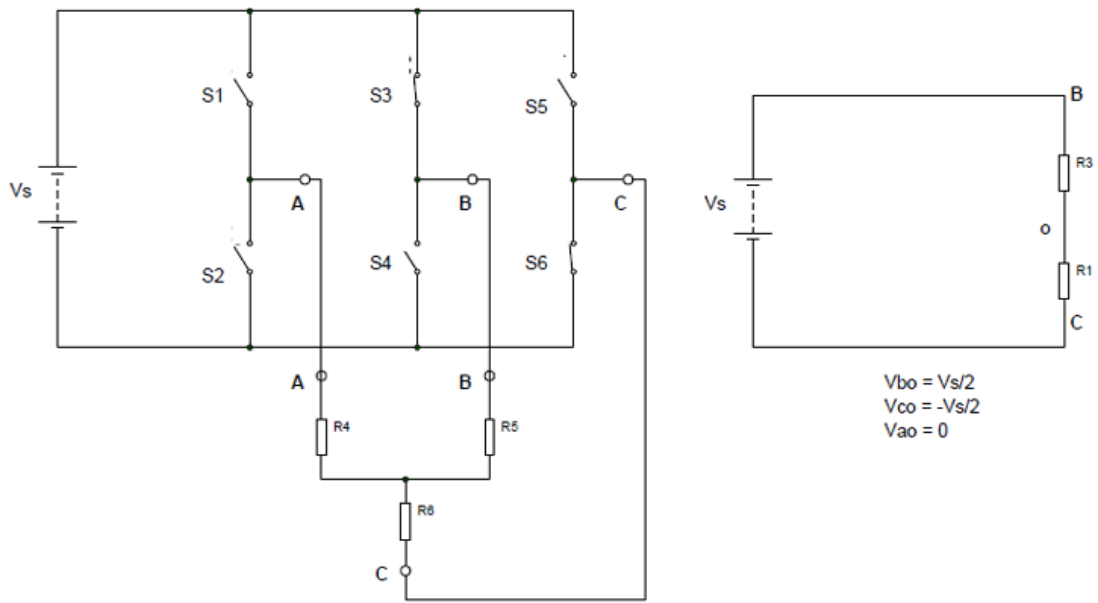 S1
S3
S5
Vs
A
B
C
S2
S4
S6
A
B
R4
R5
R6
C
B
R3
Vs
o
R1
C
Vbo = Vs/2
Vco = -Vs/2
Vao = 0